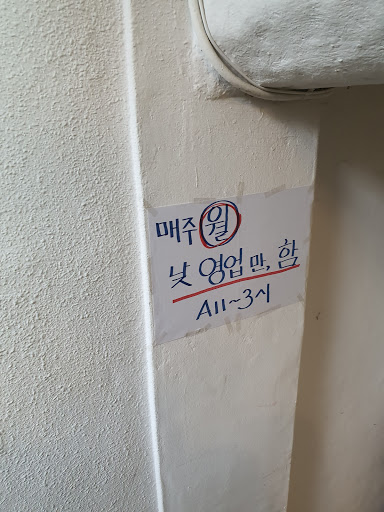 매주 월
낮 영업 만, 함
A11~3시